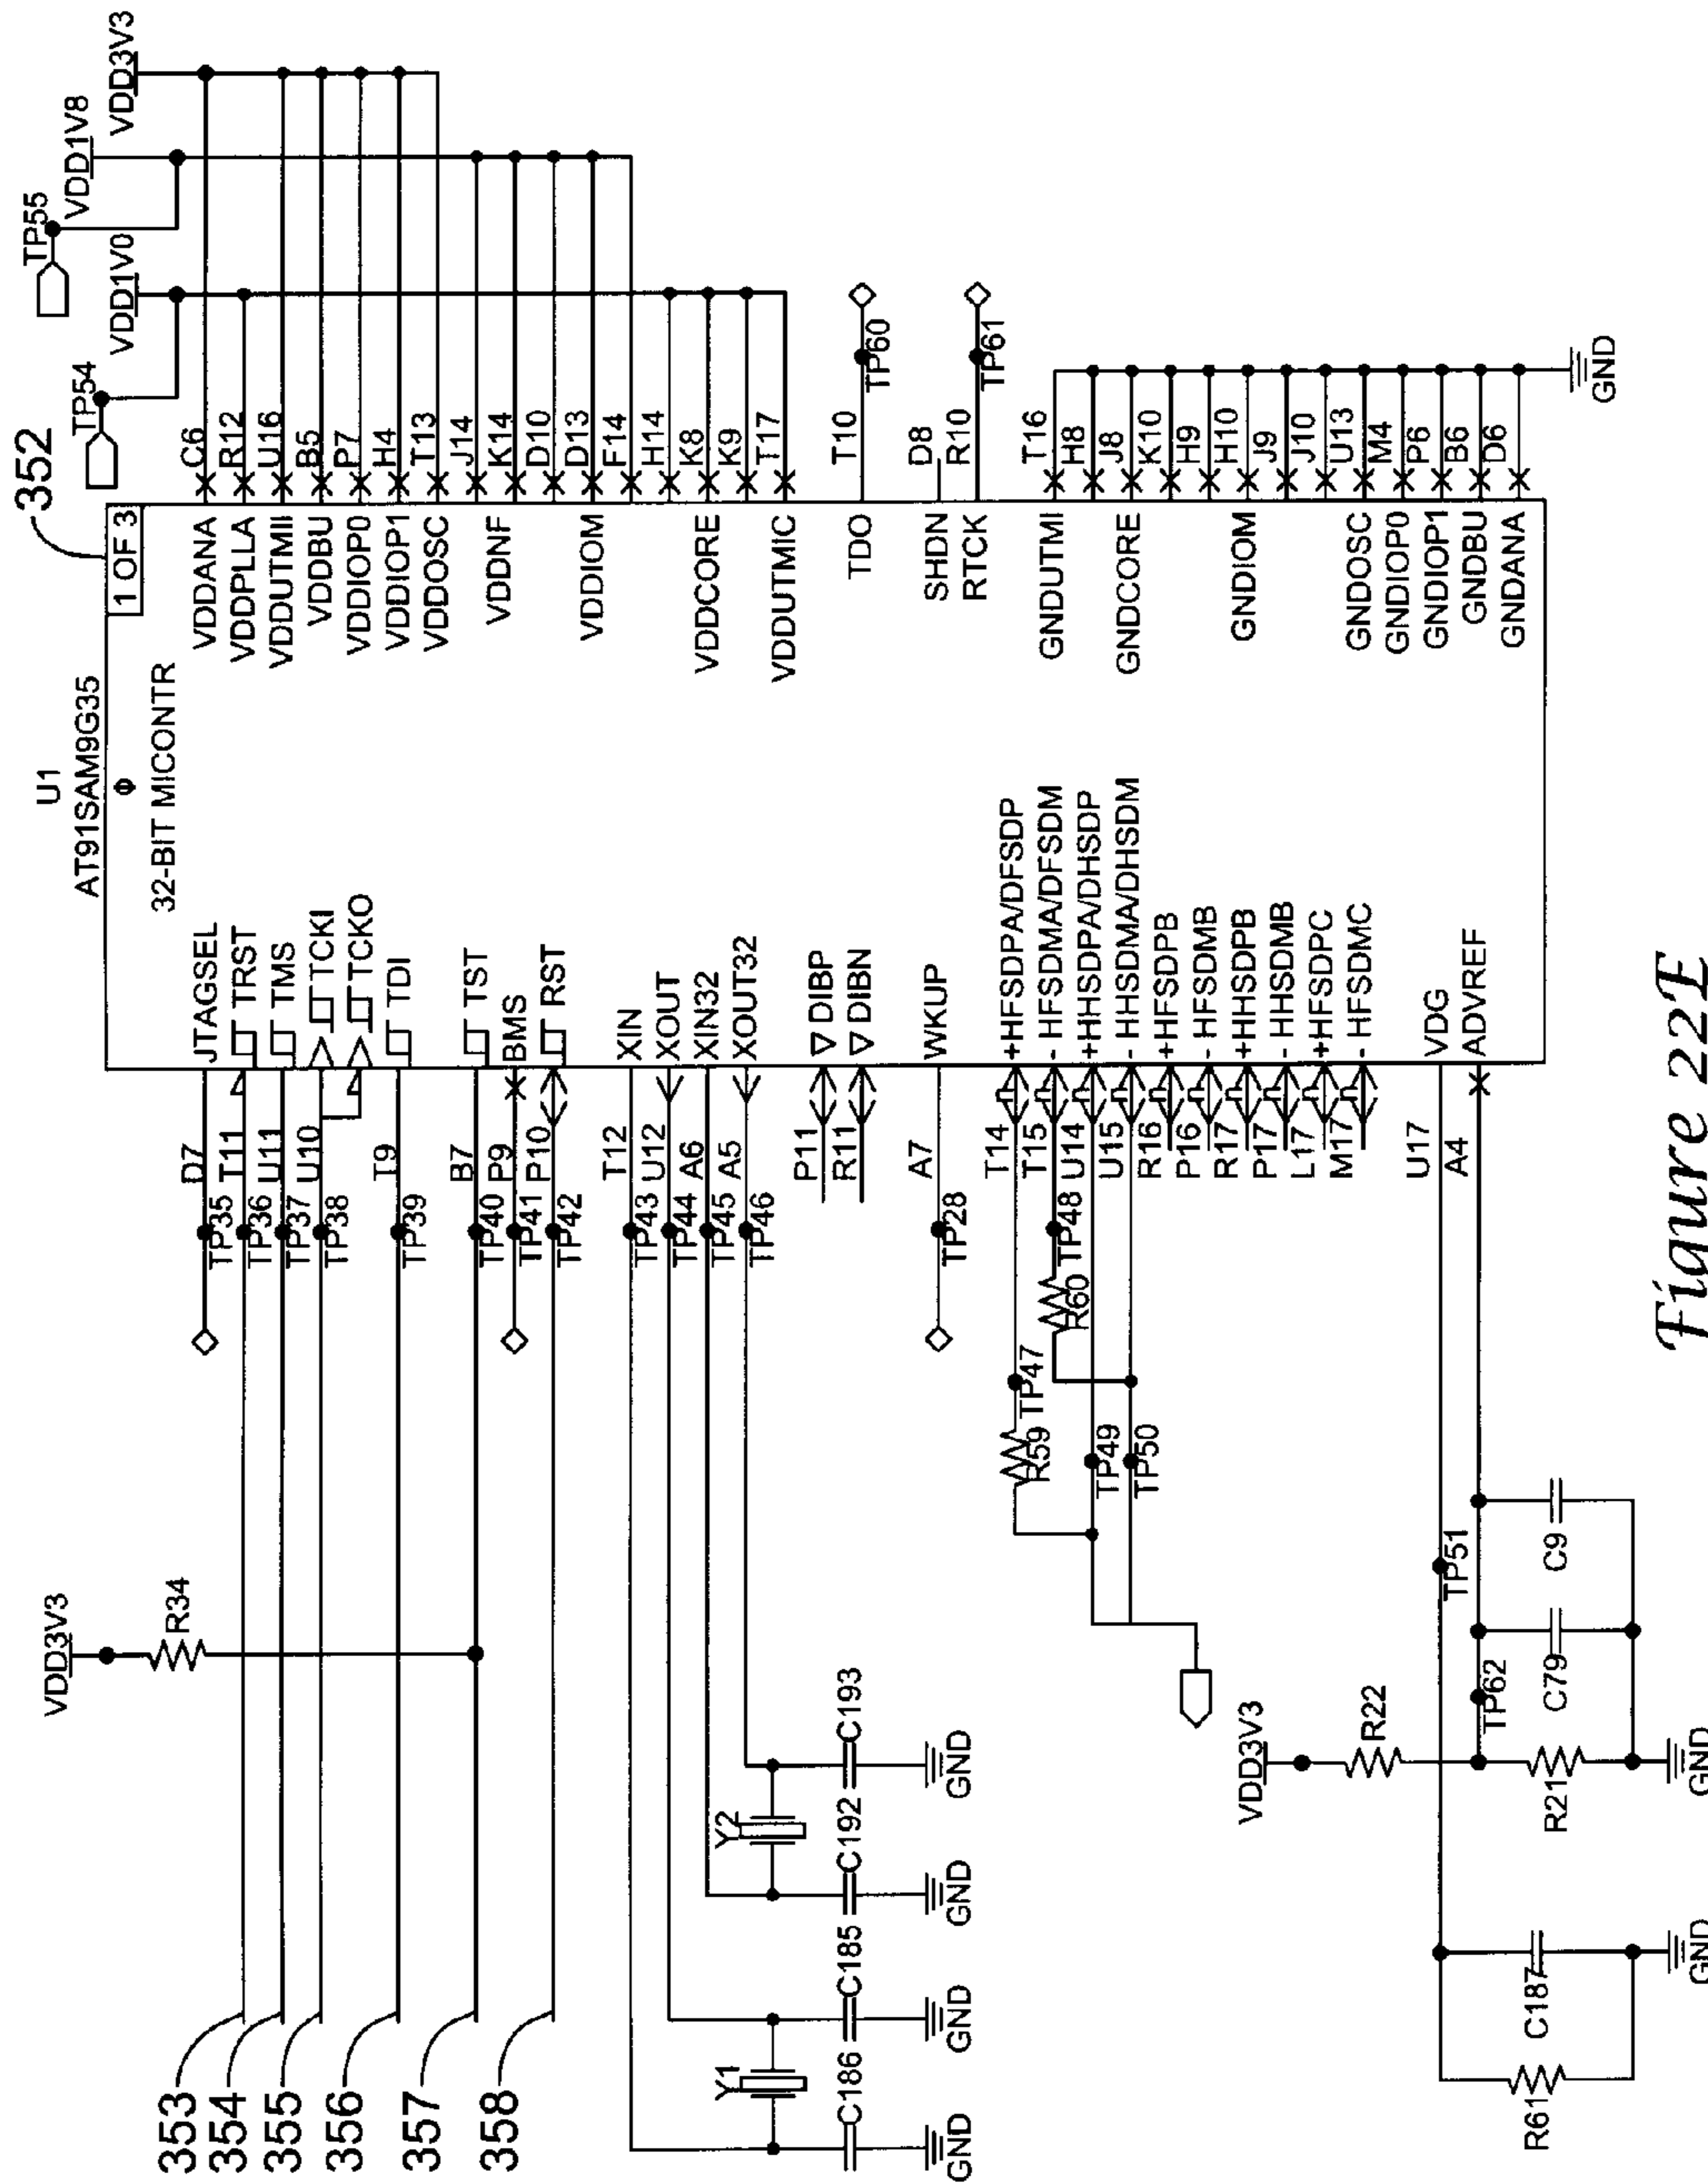 352
U1
AT91SAM9G35
Φ
32-BIT MICONTR
1 OF 3
TP54
TP55
VDD1V0
VDD1V8
VDD3V3
VDD3V3
R34
353
354
355
356
357
358
TP35 D7 JTAGSEL
TP36 T11 TRST
TP37 U11 TMS
TP38 U10 TCKI
TCKO
TP39 T9 TDI
TP40 B7 TST
TP41 P9 BMS
TP42 P10 RST
TP43 T12 XIN
TP44 U12 XOUT
TP45 A6 XIN32
TP46 A5 XOUT32
P11 DIBP
R11 DIBN
TP28 A7 WKUP
R59 TP47 T14 n +HFSDPA/DFSDP
R60 TP48 T15 n - HFSDMA/DFSDM
TP49 U14 n +HHSDPA/DHSDP
TP50 U15 n - HHSDMA/DHSDM
R16 n +HFSDPB
P16 n - HFSDMB
R17 n +HHSDPB
P17 n - HHSDMB
L17 n +HFSDPC
M17 n - HFSDMC
TP51 U17 VDG
TP62 A4 ADVREF
VDDANA C6
VDDPLLA R12
VDDUTMII U16
VDDBU B5
VDDIOP0 P7
VDDIOP1 H4
VDDOSC T13
VDDNF J14
K14
D10
VDDIOM D13
F14
H14
VDDCORE K8
K9
VDDUTMIC T17
TDO T10 TP60
SHDN D8
RTCK R10 TP61
GNDUTMI T16
H8
GNDCORE J8
K10
H9
GNDIOM H10
J9
J10
GNDOSC U13
GNDIOP0 M4
GNDIOP1 P6
GNDBU B6
GNDANA D6
GND
Y1
Y2
C186
C185
C192
C193
GND
GND
GND
GND
VDD3V3
R22
R61
C187
R21
C79
C9
GND
GND
Figure 22E